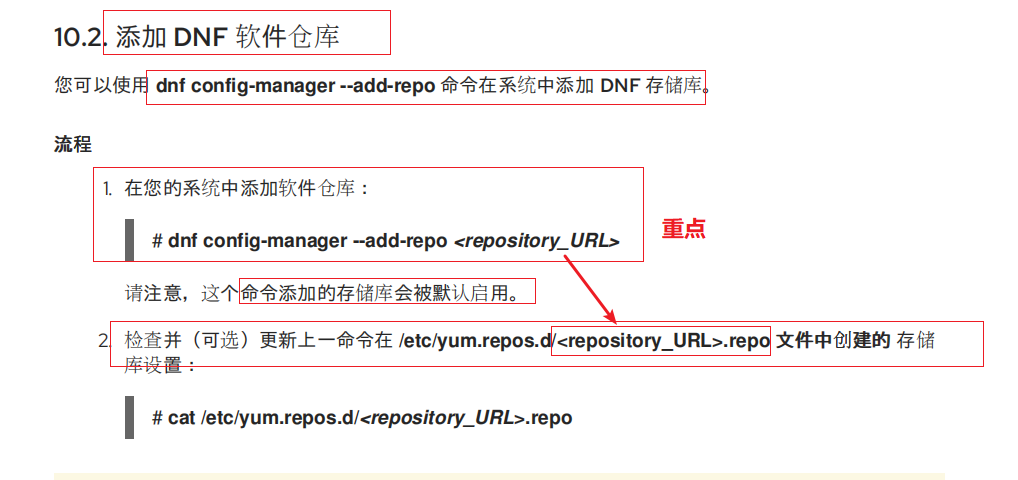 10.2. 添加 DNF 软件仓库
您可以使用 dnf config-manager --add-repo 命令在系统中添加 DNF 存储库。
流程
1. 在您的系统中添加软件仓库：
# dnf config-manager --add-repo <repository_URL>
重点
请注意，这个命令添加的存储库会被默认启用。
2. 检查并（可选）更新上一命令在 /etc/yum.repos.d/<repository_URL>.repo 文件中创建的 存储
库设置：
# cat /etc/yum.repos.d/<repository_URL>.repo